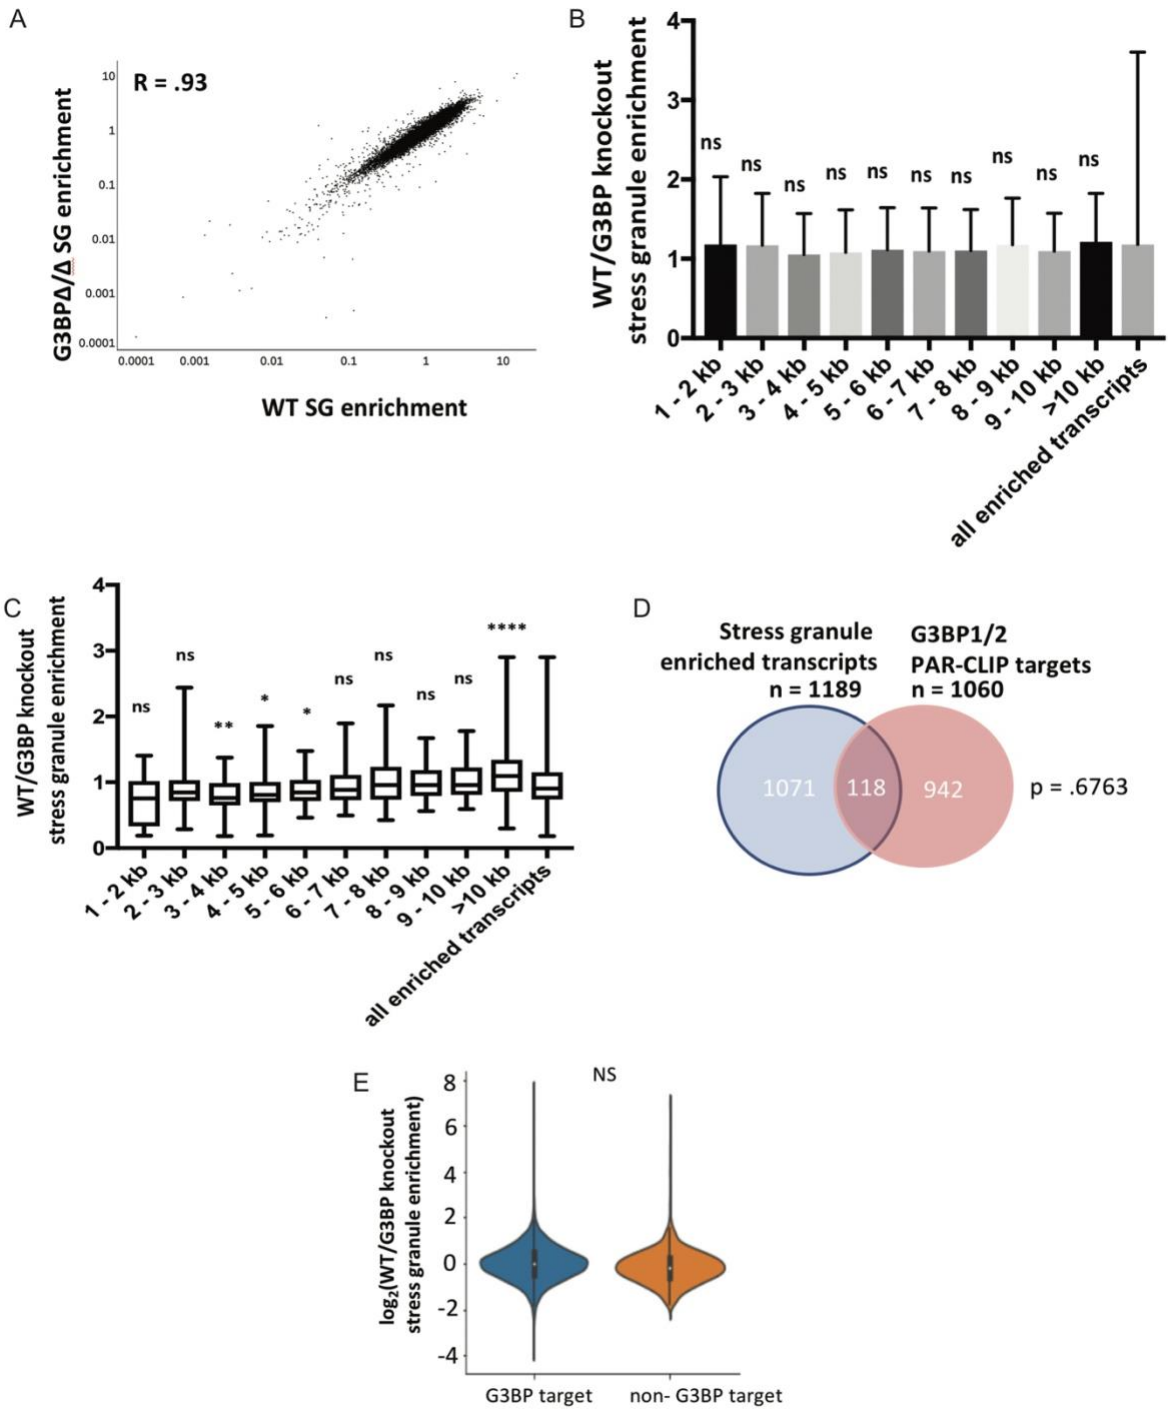 A
R = .93
G3BPΔ/Δ SG enrichment
10
1
0.1
0.01
0.001
0.0001
0.0001 0.001 0.01 0.1 1 10
WT SG enrichment
B
WT/G3BP knockout
stress granule enrichment
4
3
2
1
0
ns ns ns ns ns ns ns ns ns ns
1 - 2 kb
2 - 3 kb
3 - 4 kb
4 - 5 kb
5 - 6 kb
6 - 7 kb
7 - 8 kb
8 - 9 kb
9 - 10 kb
>10 kb
all enriched transcripts
C
WT/G3BP knockout
stress granule enrichment
4
3
2
1
0
ns ns ** * * ns ns ns ns ****
1 - 2 kb
2 - 3 kb
3 - 4 kb
4 - 5 kb
5 - 6 kb
6 - 7 kb
7 - 8 kb
8 - 9 kb
9 - 10 kb
>10 kb
all enriched transcripts
D
Stress granule
enriched transcripts
n = 1189
G3BP1/2
PAR-CLIP targets
n = 1060
1071 118 942
p = .6763
E
NS
log₂(WT/G3BP knockout
stress granule enrichment)
8
6
4
2
0
-2
-4
G3BP target non- G3BP target